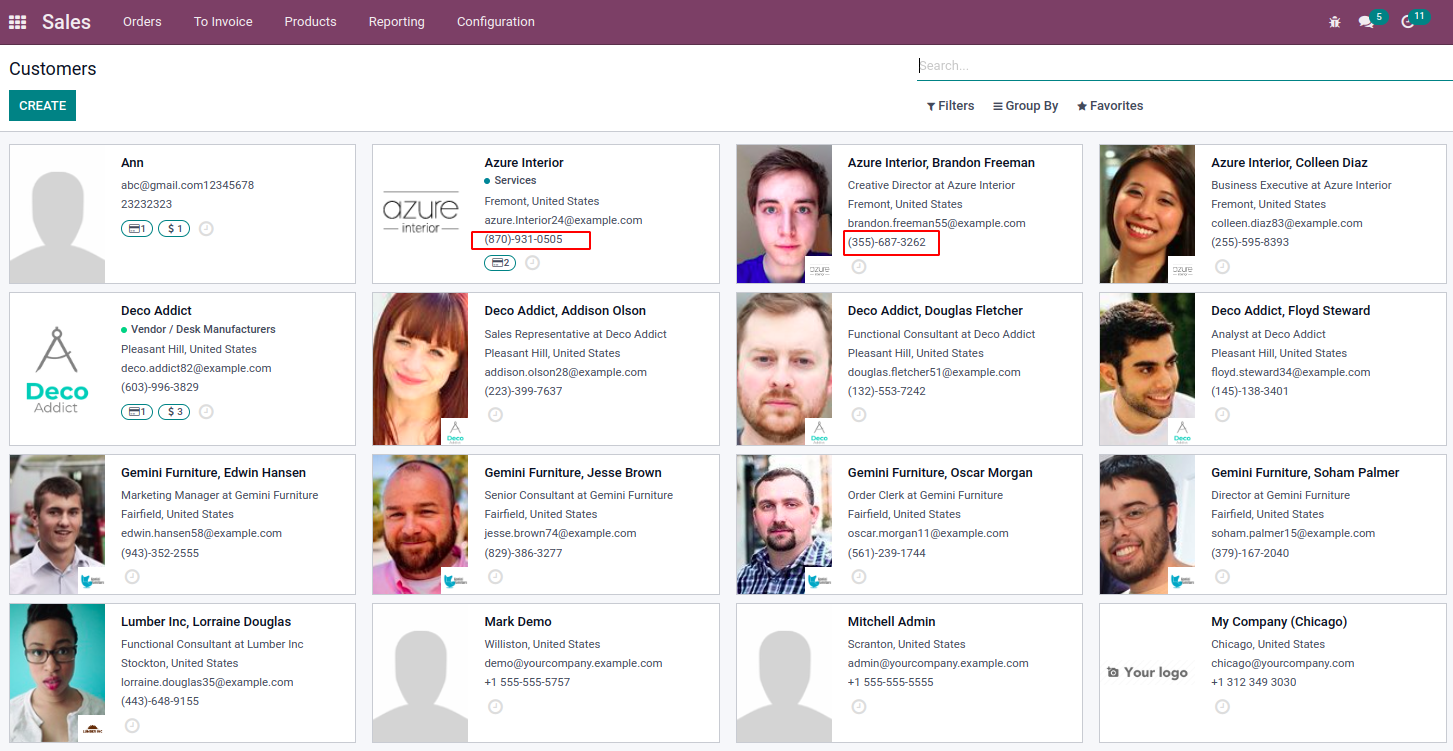 Sales Orders To Invoice Products Reporting Configuration 5 11
Customers
Search...
CREATE
Filters Group By Favorites
Ann
abc@gmail.com12345678
23232323
1 $ 1
azure
interior
Azure Interior
Services
Fremont, United States
azure.Interior24@example.com
(870)-931-0505
2
Azure Interior, Brandon Freeman
Creative Director at Azure Interior
Fremont, United States
brandon.freeman55@example.com
(355)-687-3262
azure
Azure Interior, Colleen Diaz
Business Executive at Azure Interior
Fremont, United States
colleen.diaz83@example.com
(255)-595-8393
azure
Deco
Addict
Deco Addict
Vendor / Desk Manufacturers
Pleasant Hill, United States
deco.addict82@example.com
(603)-996-3829
1 $ 3
Deco Addict, Addison Olson
Sales Representative at Deco Addict
Pleasant Hill, United States
addison.olson28@example.com
(223)-399-7637
Deco
Deco Addict, Douglas Fletcher
Functional Consultant at Deco Addict
Pleasant Hill, United States
douglas.fletcher51@example.com
(132)-553-7242
Deco
Deco Addict, Floyd Steward
Analyst at Deco Addict
Pleasant Hill, United States
floyd.steward34@example.com
(145)-138-3401
Deco
Gemini Furniture, Edwin Hansen
Marketing Manager at Gemini Furniture
Fairfield, United States
edwin.hansen58@example.com
(943)-352-2555
Gemini Furniture, Jesse Brown
Senior Consultant at Gemini Furniture
Fairfield, United States
jesse.brown74@example.com
(829)-386-3277
Gemini Furniture, Oscar Morgan
Order Clerk at Gemini Furniture
Fairfield, United States
oscar.morgan11@example.com
(561)-239-1744
Gemini Furniture, Soham Palmer
Director at Gemini Furniture
Fairfield, United States
soham.palmer15@example.com
(379)-167-2040
Lumber Inc, Lorraine Douglas
Functional Consultant at Lumber Inc
Stockton, United States
lorraine.douglas35@example.com
(443)-648-9155
LUMBER INC
Mark Demo
Williston, United States
demo@yourcompany.example.com
+1 555-555-5757
Mitchell Admin
Scranton, United States
admin@yourcompany.example.com
+1 555-555-5555
Your logo
My Company (Chicago)
Chicago, United States
chicago@yourcompany.com
+1 312 349 3030